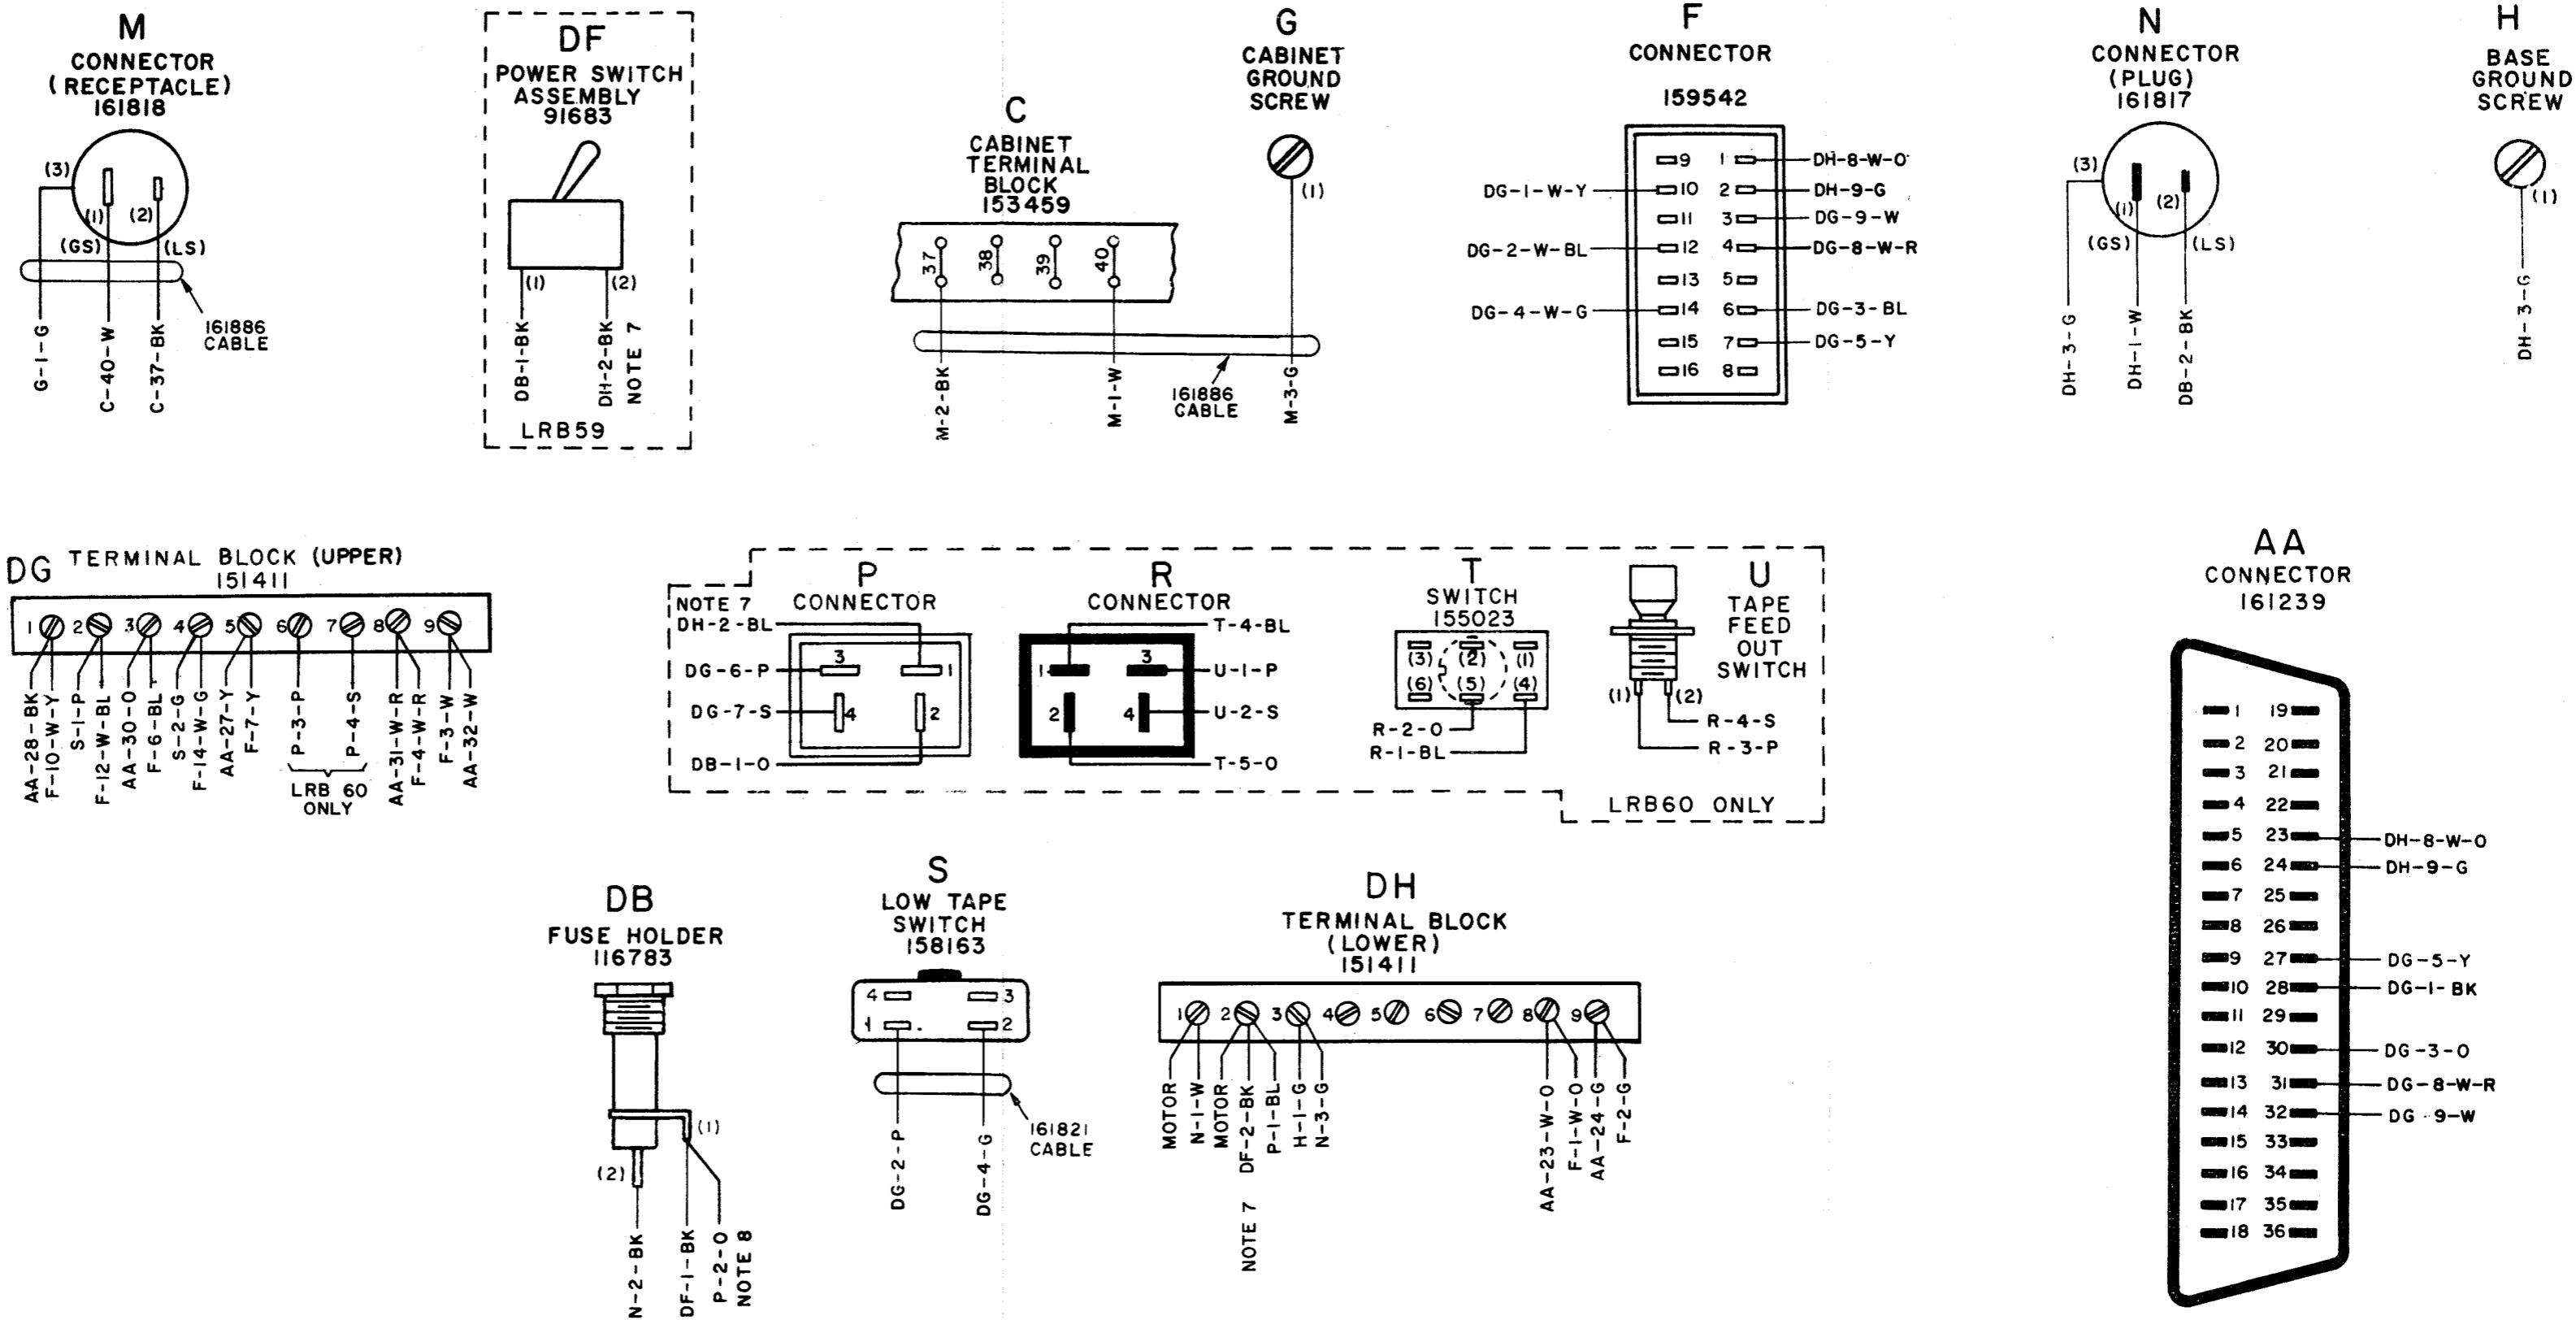 M
CONNECTOR
(RECEPTACLE)
161818
(3)
(1)
(2)
(GS)
(LS)
G-1-G
C-40-W
C-37-BK
161886
CABLE
DF
POWER SWITCH
ASSEMBLY
91683
(1)
(2)
DB-1-BK
DH-2-BK
NOTE 7
LRB59
C
CABINET
TERMINAL
BLOCK
153459
37
38
39
40
M-2-BK
M-1-W
161886
CABLE
G
CABINET
GROUND
SCREW
(1)
M-3-G
F
CONNECTOR
159542
9 1 DH-8-W-O
DG-1-W-Y 10 2 DH-9-G
11 3 DG-9-W
DG-2-W-BL 12 4 DG-8-W-R
13 5
DG-4-W-G 14 6 DG-3-BL
15 7 DG-5-Y
16 8
N
CONNECTOR
(PLUG)
161817
(3)
(1)
(2)
(GS)
(LS)
DH-3-G
DH-1-W
DB-2-BK
H
BASE
GROUND
SCREW
(1)
DH-3-G
DG TERMINAL BLOCK (UPPER)
151411
1 2 3 4 5 6 7 8 9
AA-28-BK
F-10-W-Y
S-1-P
F-12-W-BL
AA-30-O
F-6-BL
S-2-G
F-14-W-G
AA-27-Y
F-7-Y
P-3-P
P-4-S
LRB 60
ONLY
AA-31-W-R
F-4-W-R
F-3-W
AA-32-W
NOTE 7
P
CONNECTOR
DH-2-BL
DG-6-P 3 1
DG-7-S 4 2
DB-1-O
R
CONNECTOR
T-4-BL
1 3 U-1-P
2 4 U-2-S
T-5-O
T
SWITCH
155023
(3) (2) (1)
(6) (5) (4)
R-2-O
R-1-BL
U
TAPE
FEED
OUT
SWITCH
(1) (2)
R-4-S
R-3-P
LRB60 ONLY
DB
FUSE HOLDER
116783
(1)
(2)
N-2-BK
DF-1-BK
P-2-O
NOTE 8
S
LOW TAPE
SWITCH
158163
4 3
1 2
DG-2-P
DG-4-G
161821
CABLE
DH
TERMINAL BLOCK
(LOWER)
151411
1 2 3 4 5 6 7 8 9
MOTOR
N-1-W
MOTOR
DF-2-BK
NOTE 7
P-1-BL
H-1-G
N-3-G
AA-23-W-O
F-1-W-O
AA-24-G
F-2-G
AA
CONNECTOR
161239
1 19
2 20
3 21
4 22
5 23 DH-8-W-O
6 24 DH-9-G
7 25
8 26
9 27 DG-5-Y
10 28 DG-1-BK
11 29
12 30 DG-3-O
13 31 DG-8-W-R
14 32 DG-9-W
15 33
16 34
17 35
18 36